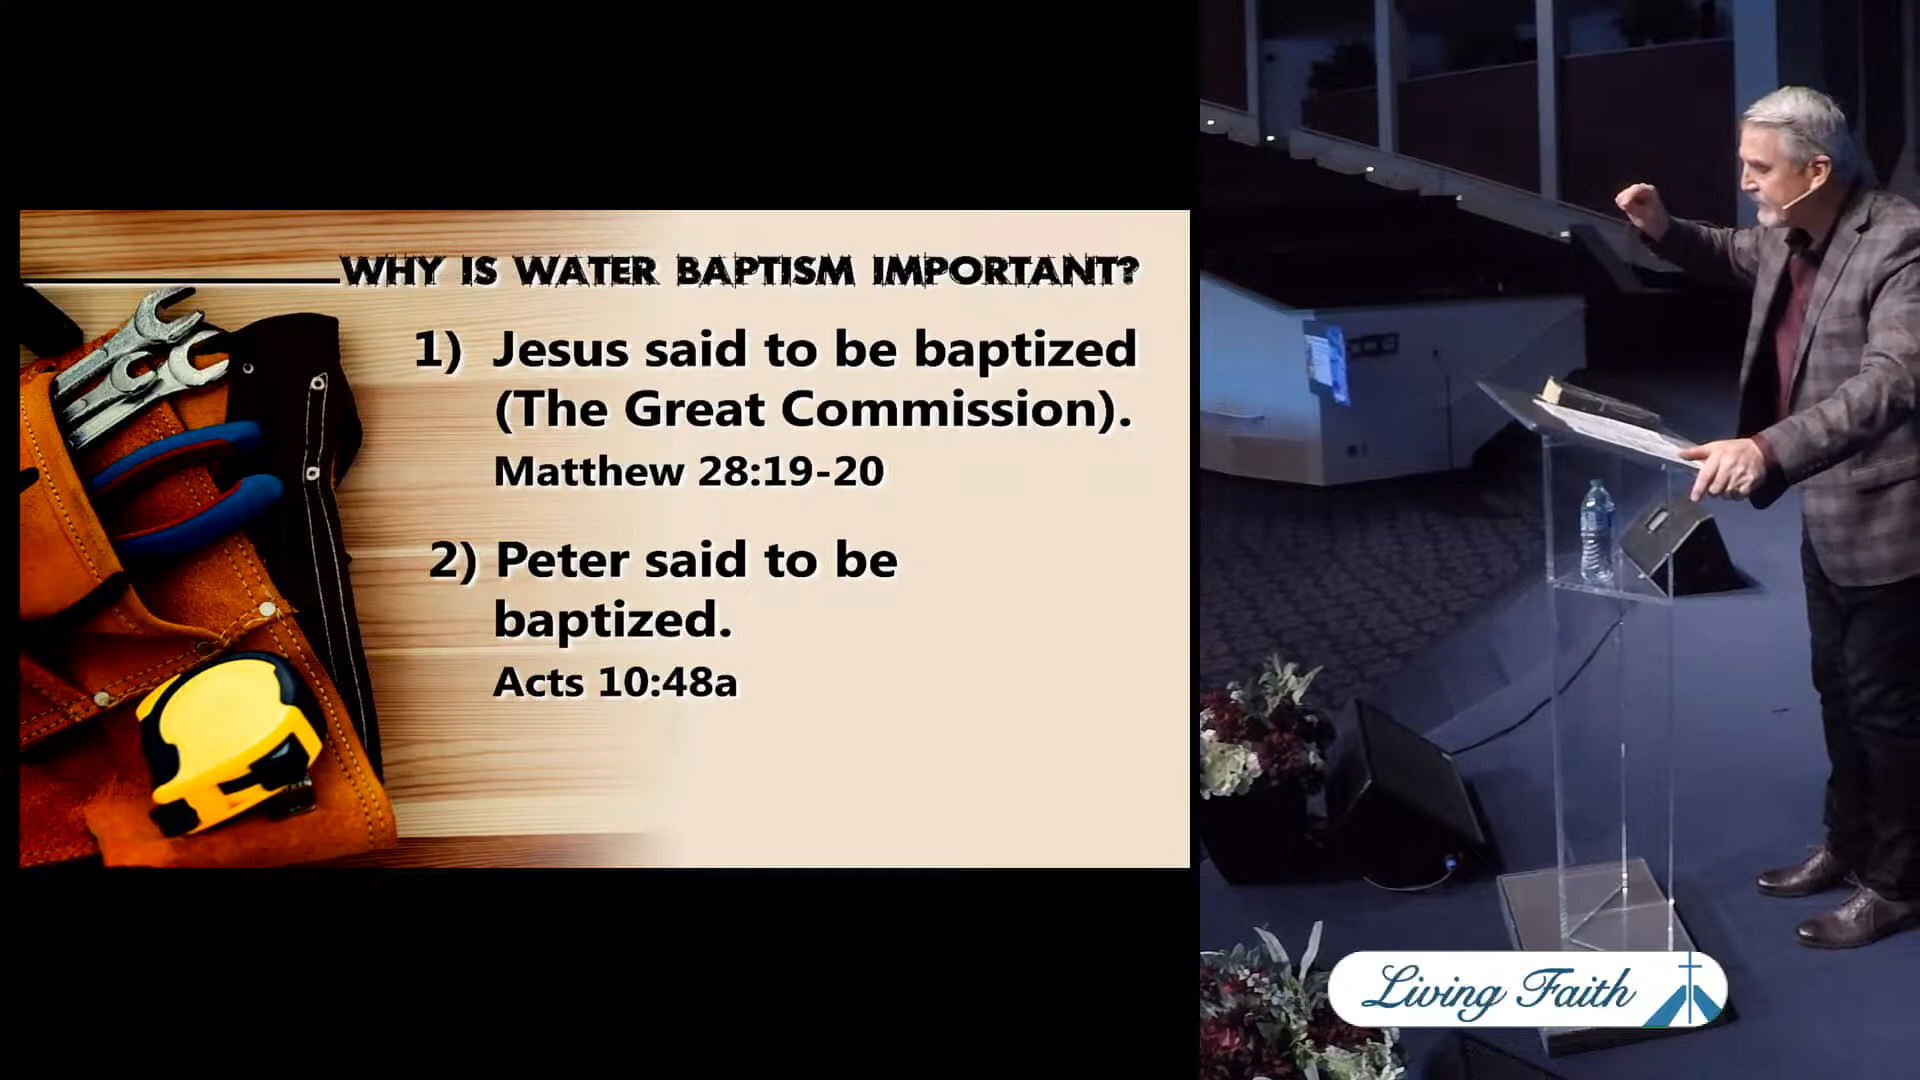 WHY IS WATER BAPTISM IMPORTANT?
1) Jesus said to be baptized
(The Great Commission).
Matthew 28:19-20
2) Peter said to be
baptized.
Acts 10:48a
Living Faith